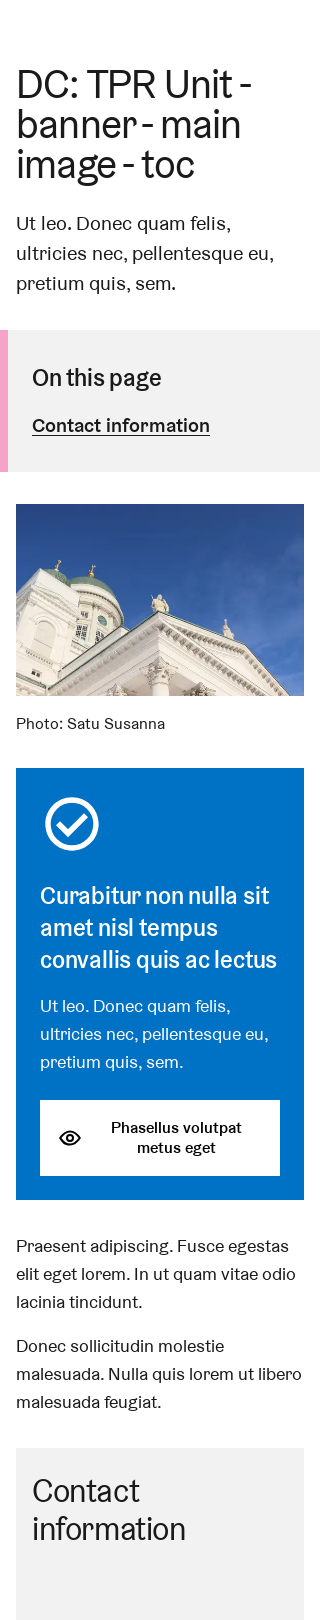 DC: TPR Unit -
banner - main
image - toc
Ut leo. Donec quam felis,
ultricies nec, pellentesque eu,
pretium quis, sem.
On this page
Contact information
Photo: Satu Susanna
Curabitur non nulla sit
amet nisl tempus
convallis quis ac lectus
Ut leo. Donec quam felis,
ultricies nec, pellentesque eu,
pretium quis, sem.
Phasellus volutpat
metus eget
Praesent adipiscing. Fusce egestas
elit eget lorem. In ut quam vitae odio
lacinia tincidunt.
Donec sollicitudin molestie
malesuada. Nulla quis lorem ut libero
malesuada feugiat.
Contact
information